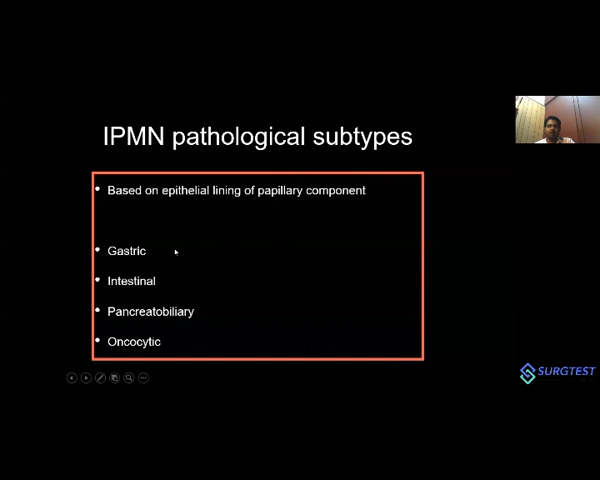 IPMN pathological subtypes
Based on epithelial lining of papillary component
Gastric
Intestinal
Pancreatobiliary
Oncocytic
SURGTEST